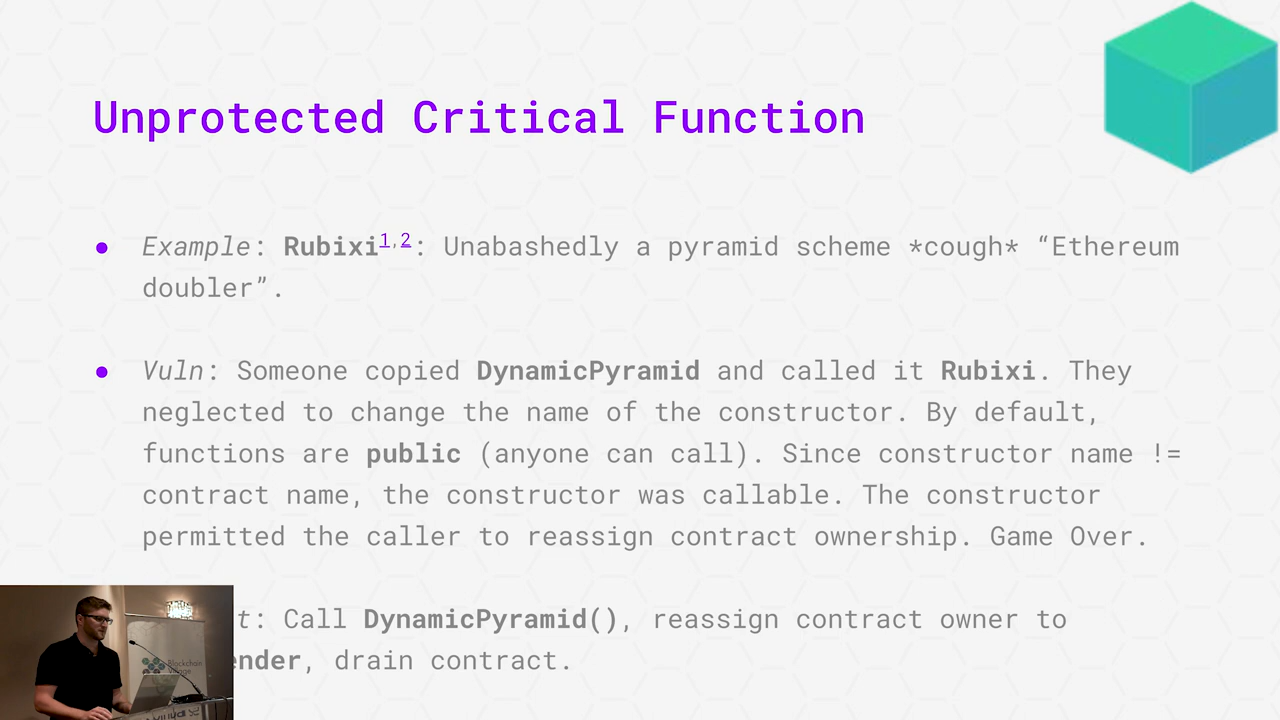 Unprotected Critical Function
● Example: Rubixi1,2: Unabashedly a pyramid scheme *cough* “Ethereum
doubler”.
● Vuln: Someone copied DynamicPyramid and called it Rubixi. They
neglected to change the name of the constructor. By default,
functions are public (anyone can call). Since constructor name !=
contract name, the constructor was callable. The constructor
permitted the caller to reassign contract ownership. Game Over.
t: Call DynamicPyramid(), reassign contract owner to
ender, drain contract.
Blockchain
Village